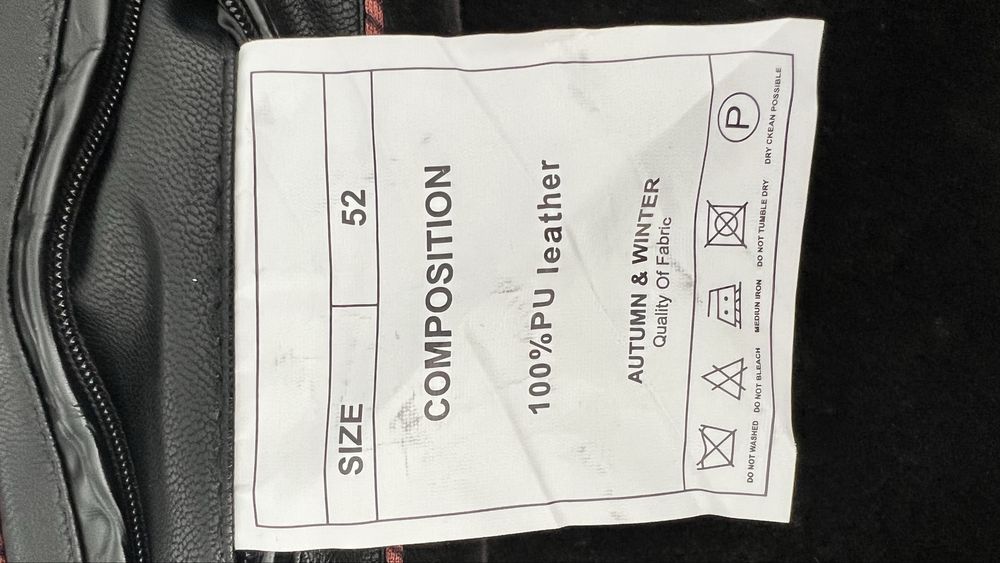 SIZE 52
COMPOSITION
100%PU leather
AUTUMN & WINTER
Quality Of Fabric
P
DO NOT WASHED DO NOT BLEACH MEDIUN IRON DO NOT TUMBLE DRY DRY CKEAN POSSIBLE